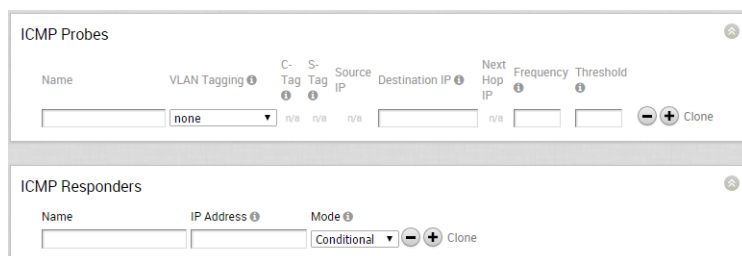 ICMP Probes
Name VLAN Tagging C-Tag S-Tag Source IP Destination IP Next Hop IP Frequency Threshold
none n/a n/a n/a n/a Clone
ICMP Responders
Name IP Address Mode
Conditional Clone